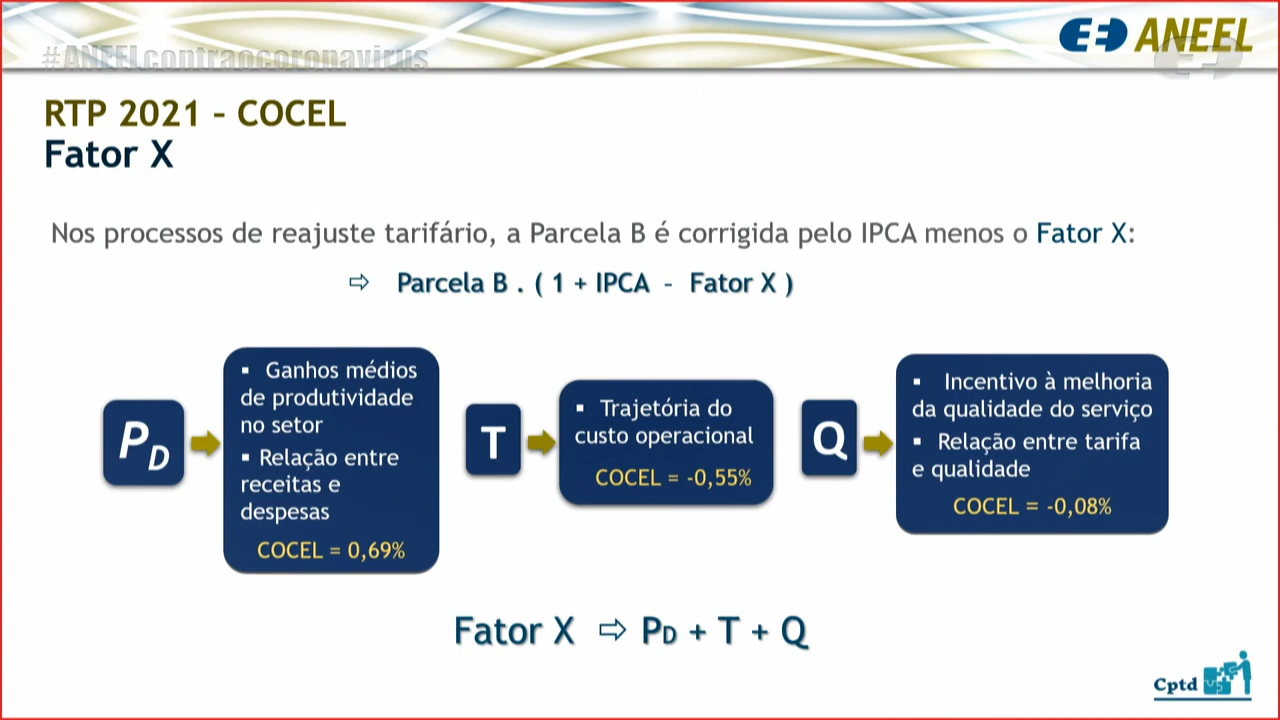 #ANEELcontraocoronavirus
ANEEL
RTP 2021 – COCEL
Fator X
Nos processos de reajuste tarifário, a Parcela B é corrigida pelo IPCA menos o Fator X:
⇨ Parcela B . ( 1 + IPCA – Fator X )
PD
▪ Ganhos médios
de produtividade
no setor
▪ Relação entre
receitas e
despesas
COCEL = 0,69%
T
▪ Trajetória do
custo operacional
COCEL = -0,55%
Q
▪ Incentivo à melhoria
da qualidade do serviço
▪ Relação entre tarifa
e qualidade
COCEL = -0,08%
Fator X ⇨ PD + T + Q
Cptd